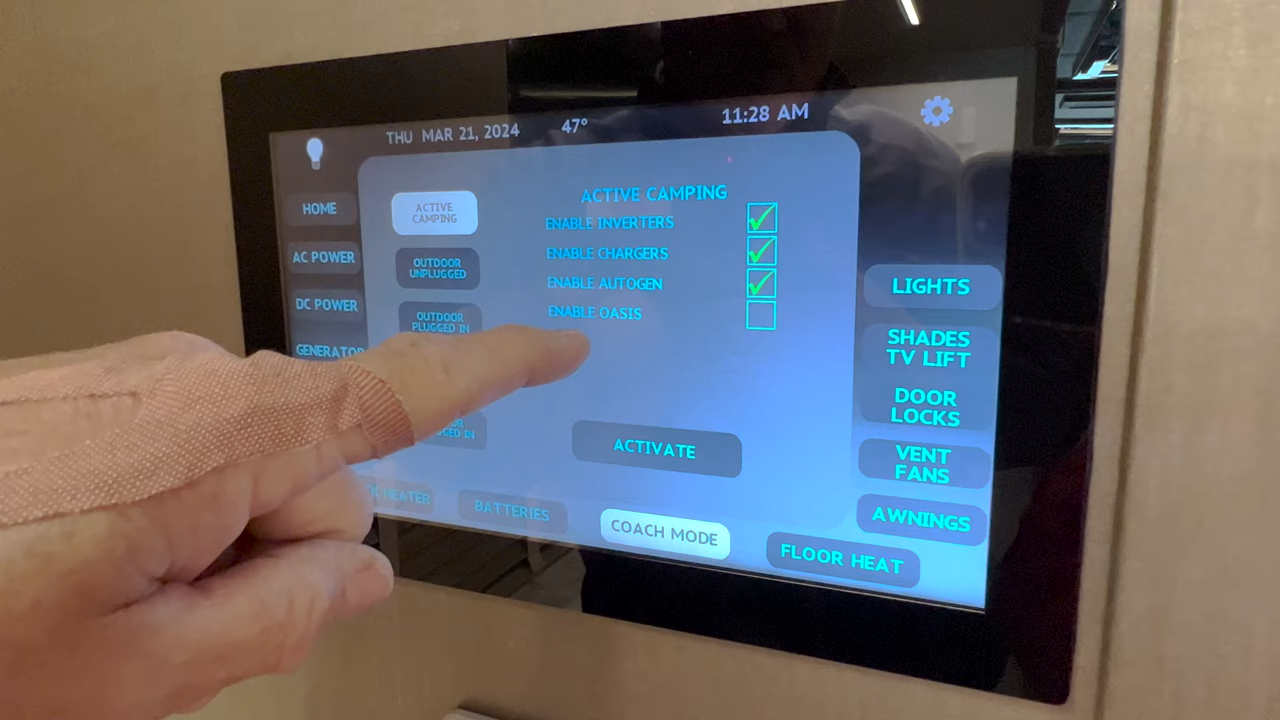 THU MAR 21, 2024 47° 11:28 AM
HOME
AC POWER
DC POWER
GENERATOR
ACTIVE
CAMPING
OUTDOOR
UNPLUGGED
OUTDOOR
PLUGGED IN
ACTIVE CAMPING
ENABLE INVERTERS
ENABLE CHARGERS
ENABLE AUTOGEN
ENABLE OASIS
ACTIVATE
LIGHTS
SHADES
TV LIFT
DOOR
LOCKS
VENT
FANS
AWNINGS
HEATER
BATTERIES
COACH MODE
FLOOR HEAT